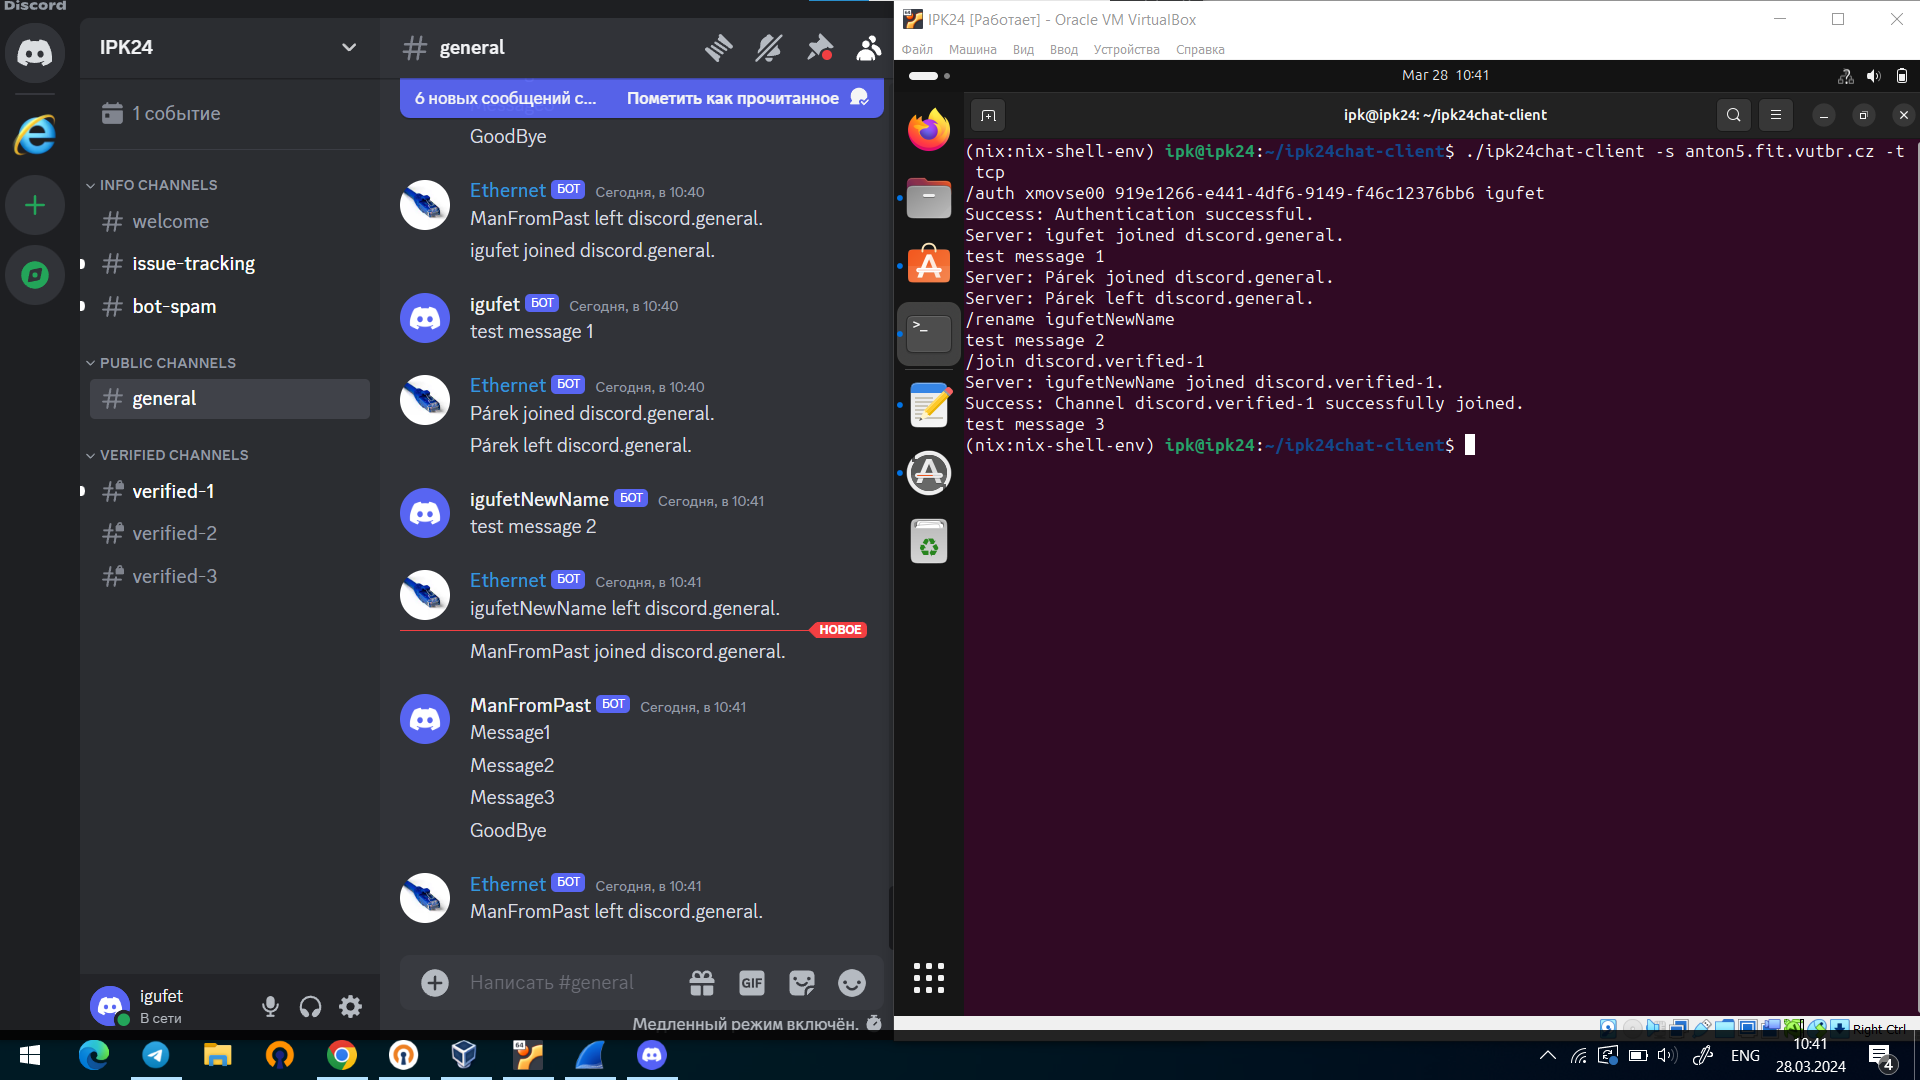 Discord
IPK24
1 событие
INFO CHANNELS
welcome
issue-tracking
bot-spam
PUBLIC CHANNELS
general
VERIFIED CHANNELS
verified-1
verified-2
verified-3
igufet
В сети
general
6 новых сообщений с... Пометить как прочитанное
GoodBye
Ethernet БОТ Сегодня, в 10:40
ManFromPast left discord.general.
igufet joined discord.general.
igufet БОТ Сегодня, в 10:40
test message 1
Ethernet БОТ Сегодня, в 10:40
Párek joined discord.general.
Párek left discord.general.
igufetNewName БОТ Сегодня, в 10:41
test message 2
Ethernet БОТ Сегодня, в 10:41
igufetNewName left discord.general.
НОВОЕ
ManFromPast joined discord.general.
ManFromPast БОТ Сегодня, в 10:41
Message1
Message2
Message3
GoodBye
Ethernet БОТ Сегодня, в 10:41
ManFromPast left discord.general.
Написать #general
GIF
Медленный режим включён.
IPK24 [Работает] - Oracle VM VirtualBox
Файл Машина Вид Ввод Устройства Справка
Mar 28 10:41
ipk@ipk24: ~/ipk24chat-client
(nix:nix-shell-env) ipk@ipk24:~/ipk24chat-client$ ./ipk24chat-client -s anton5.fit.vutbr.cz -t
tcp
/auth xmovse00 919e1266-e441-4df6-9149-f46c12376bb6 igufet
Success: Authentication successful.
Server: igufet joined discord.general.
test message 1
Server: Párek joined discord.general.
Server: Párek left discord.general.
/rename igufetNewName
test message 2
/join discord.verified-1
Server: igufetNewName joined discord.verified-1.
Success: Channel discord.verified-1 successfully joined.
test message 3
(nix:nix-shell-env) ipk@ipk24:~/ipk24chat-client$
Right Ctrl
64
ENG
10:41
28.03.2024
4